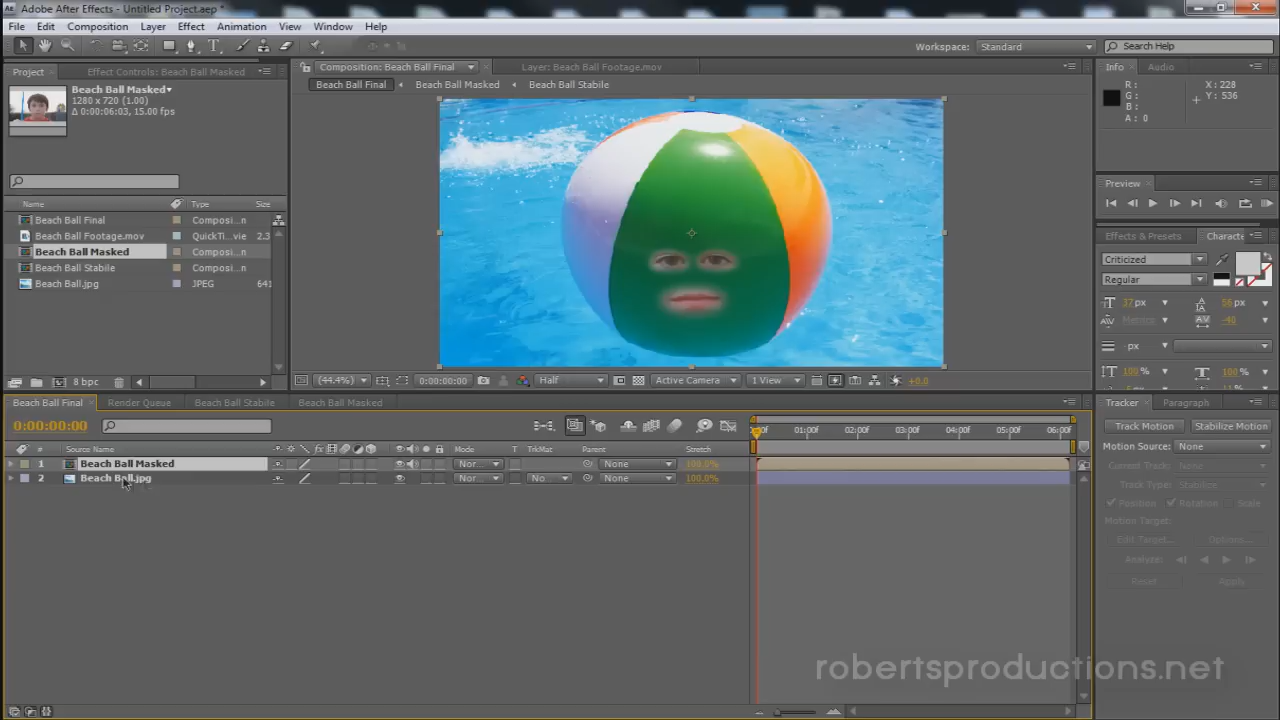 Adobe After Effects - Untitled Project.aep *
File Edit Composition Layer Effect Animation View Window Help
Workspace: Standard Search Help
Project Effect Controls: Beach Ball Masked
Composition: Beach Ball Final Layer: Beach Ball Footage.mov
Info Audio
Beach Ball Masked▾
1280 x 720 (1.00)
Δ 0:00:06:03, 15.00 fps
Beach Ball Final Beach Ball Masked Beach Ball Stabile
R: X: 228
G: Y: 536
B:
A: 0
Preview
Name Type Size
Beach Ball Final Composi...n
Beach Ball Footage.mov QuickTi...vie 2.3
Beach Ball Masked Composi...n
Beach Ball Stabile Composi...n
Beach Ball.jpg JPEG 641
Effects & Presets Characte
Criticized
Regular
37 px 56 px
Metrics -40
- px
100 % 100 %
8 bpc
(44.4%) 0:00:00:00 Half Active Camera 1 View +0.0
Beach Ball Final Render Queue Beach Ball Stabile Beach Ball Masked
Tracker Paragraph
0:00:00:00
01:00f 02:00f 03:00f 04:00f 05:00f 06:00f
Track Motion Stabilize Motion
# Source Name fx Mode T TrkMat Parent Stretch
1 Beach Ball Masked Nor... None 100.0%
2 Beach Ball.jpg Nor... No None 100.0%
Motion Source: None
Current Track: None
Track Type: Stabilize
Position Rotation Scale
Motion Target:
Edit Target... Options...
Analyze:
Reset Apply
robertsproductions.net